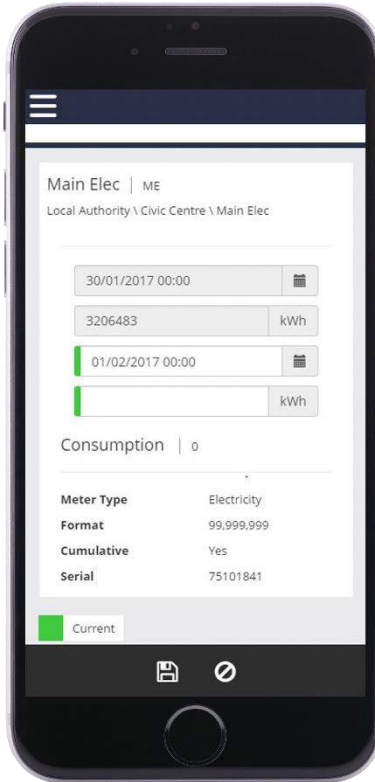 Main Elec | ME
Local Authority \ Civic Centre \ Main Elec
30/01/2017 00:00
3206483 kWh
01/02/2017 00:00
kWh
Consumption | 0
Meter Type Electricity
Format 99,999,999
Cumulative Yes
Serial 75101841
Current